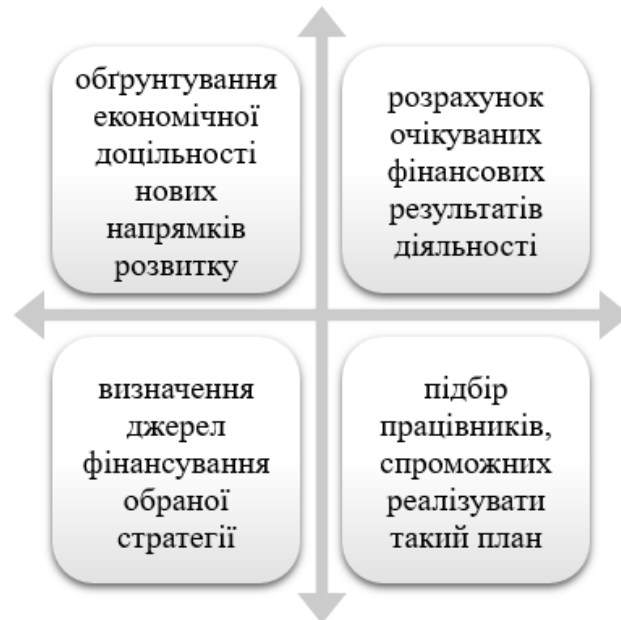 обґрунтування
економічної
доцільності
нових
напрямків
розвитку
розрахунок
очікуваних
фінансових
результатів
діяльності
визначення
джерел
фінансування
обраної
стратегії
підбір
працівників,
спроможних
реалізувати
такий план